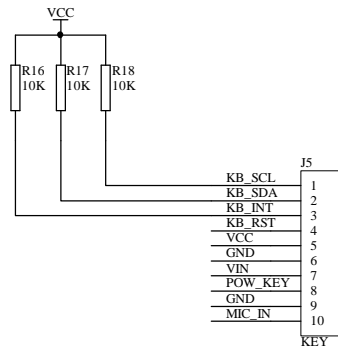 VCC
R16 R17 R18
10K 10K 10K
J5
KB_SCL 1
KB_SDA 2
KB_INT 3
KB_RST 4
VCC 5
GND 6
VIN 7
POW_KEY 8
GND 9
MIC_IN 10
KEY